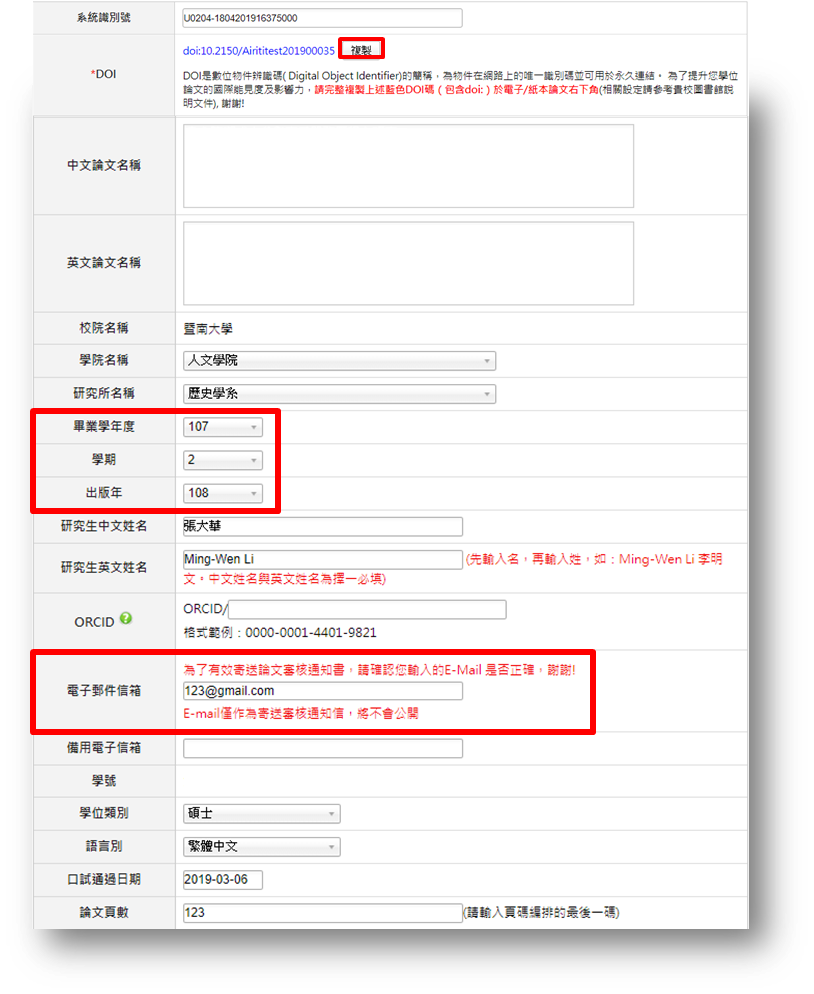 系統識別號
U0204-1804201916375000
*DOI
doi:10.2150/Airititest201900035 複製
DOI是數位物件辨識碼( Digital Object Identifier)的簡稱，為物件在網路上的唯一識別碼並可用於永久連結。 為了提升您學位
論文的國際能見度及影響力，請完整複製上述藍色DOI碼 ( 包含doi: ) 於電子/紙本論文右下角(相關設定請參考貴校圖書館說
明文件), 謝謝!
中文論文名稱
英文論文名稱
校院名稱
暨南大學
學院名稱
人文學院
研究所名稱
歷史學系
畢業學年度
107
學期
2
出版年
108
研究生中文姓名
張大華
研究生英文姓名
Ming-Wen Li (先輸入名，再輸入姓，如：Ming-Wen Li 李明
文。中文姓名與英文姓名為擇一必填)
ORCID
ORCID/
格式範例：0000-0001-4401-9821
電子郵件信箱
為了有效寄送論文審核通知書，請確認您輸入的E-Mail 是否正確，謝謝!
123@gmail.com
E-mail僅作為寄送審核通知信，將不會公開
備用電子信箱
學號
學位類別
碩士
語言別
繁體中文
口試通過日期
2019-03-06
論文頁數
123 (請輸入頁碼編排的最後一碼)